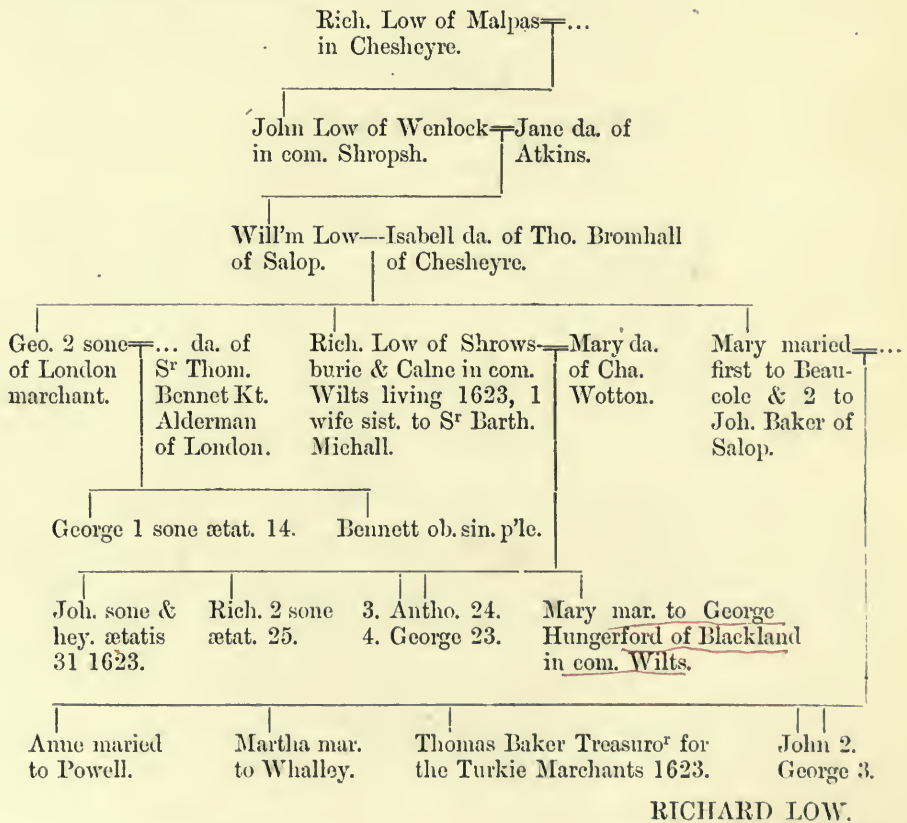 Rich. Low of Malpas=...
in Chesheyre.
John Low of Wenlock=Jane da. of
in com. Shropsh. Atkins.
Will'm Low—Isabell da. of Tho. Bromhall
of Salop. of Chesheyre.
Geo. 2 sone=... da. of
of London Sʳ Thom.
marchant. Bennet Kt.
Alderman
of London.
Rich. Low of Shrows-=Mary da.
burie & Calne in com. of Cha.
Wilts living 1623, 1 Wotton.
wife sist. to Sʳ Barth.
Michall.
Mary maried=...
first to Beau-
cole & 2 to
Joh. Baker of
Salop.
George 1 sone ætat. 14. Bennett ob. sin. p'le.
Joh. sone &
hey. ætatis
31 1623.
Rich. 2 sone
ætat. 25.
3. Antho. 24.
4. George 23.
Mary mar. to George
Hungerford of Blackland
in com. Wilts.
Anne maried
to Powell.
Martha mar.
to Whalley.
Thomas Baker Treasuroʳ for
the Turkie Marchants 1623.
John 2.
George 3.
RICHARD LOW.